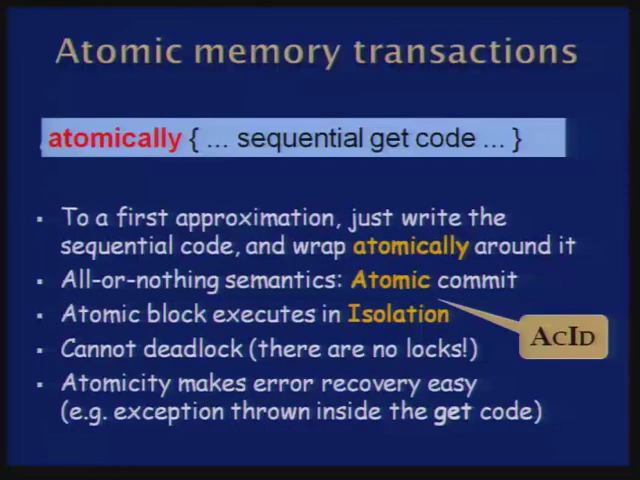 Atomic memory transactions
atomically { ... sequential get code ... }
▪ To a first approximation, just write the
sequential code, and wrap atomically around it
▪ All-or-nothing semantics: Atomic commit
▪ Atomic block executes in Isolation
ACID
▪ Cannot deadlock (there are no locks!)
▪ Atomicity makes error recovery easy
(e.g. exception thrown inside the get code)